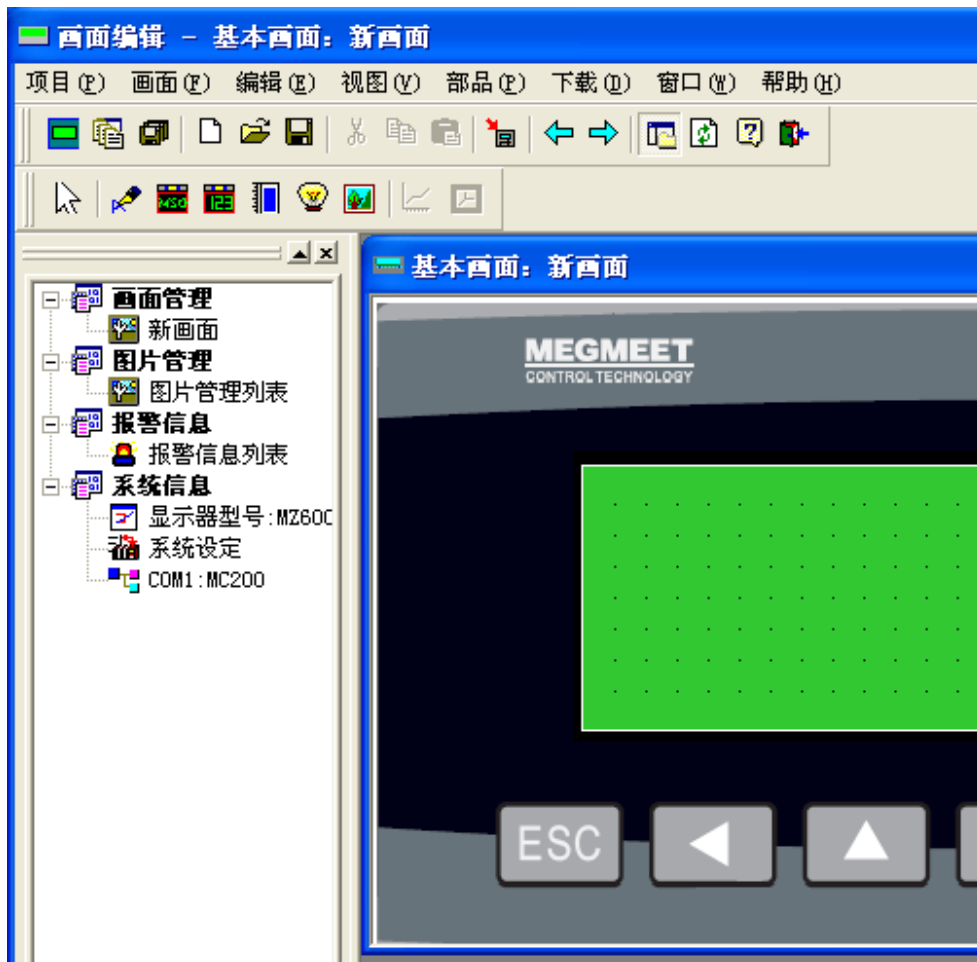 画面编辑 - 基本画面: 新画面
项目(P) 画面(F) 编辑(E) 视图(V) 部品(P) 下载(D) 窗口(W) 帮助(H)
MSG 123
基本画面: 新画面
画面管理
新画面
图片管理
图片管理列表
报警信息
报警信息列表
系统信息
显示器型号:MZ600
系统设定
COM1:MC200
MEGMEET
CONTROL TECHNOLOGY
ESC